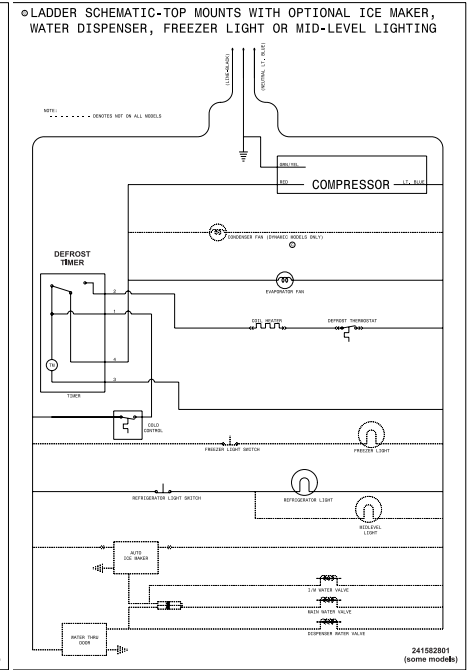 LADDER SCHEMATIC-TOP MOUNTS WITH OPTIONAL ICE MAKER,
WATER DISPENSER, FREEZER LIGHT OR MID-LEVEL LIGHTING
(LINE-BLACK)
(NEUTRAL LT. BLUE)
NOTE:
DENOTES NOT ON ALL MODELS
GRN/YEL
RED
COMPRESSOR
LT. BLUE
CONDENSER FAN (DYNAMIC MODELS ONLY)
DEFROST
TIMER
EVAPORATOR FAN
2
1
COIL HEATER
DEFROST THERMOSTAT
4
TM
3
TIMER
COLD
CONTROL
FREEZER LIGHT SWITCH
FREEZER LIGHT
REFRIGERATOR LIGHT SWITCH
REFRIGERATOR LIGHT
MIDLEVEL
LIGHT
AUTO
ICE MAKER
I/M WATER VALVE
MAIN WATER VALVE
DISPENSER WATER VALVE
WATER THRU
DOOR
241582801
(some models)